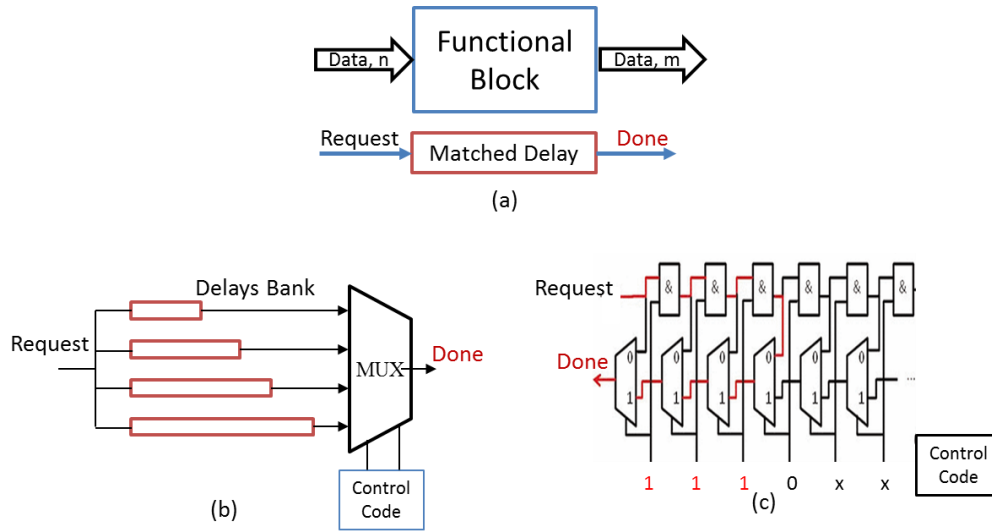 Functional
Block
Data, n
Data, m
Request
Matched Delay
Done
(a)
Delays Bank
Request
MUX
Done
Control
Code
(b)
Request
& & & & & &
Done
0 0 0 0 0 0
1 1 1 1 1 1
...
1 1 1 0 x x
Control
Code
(c)